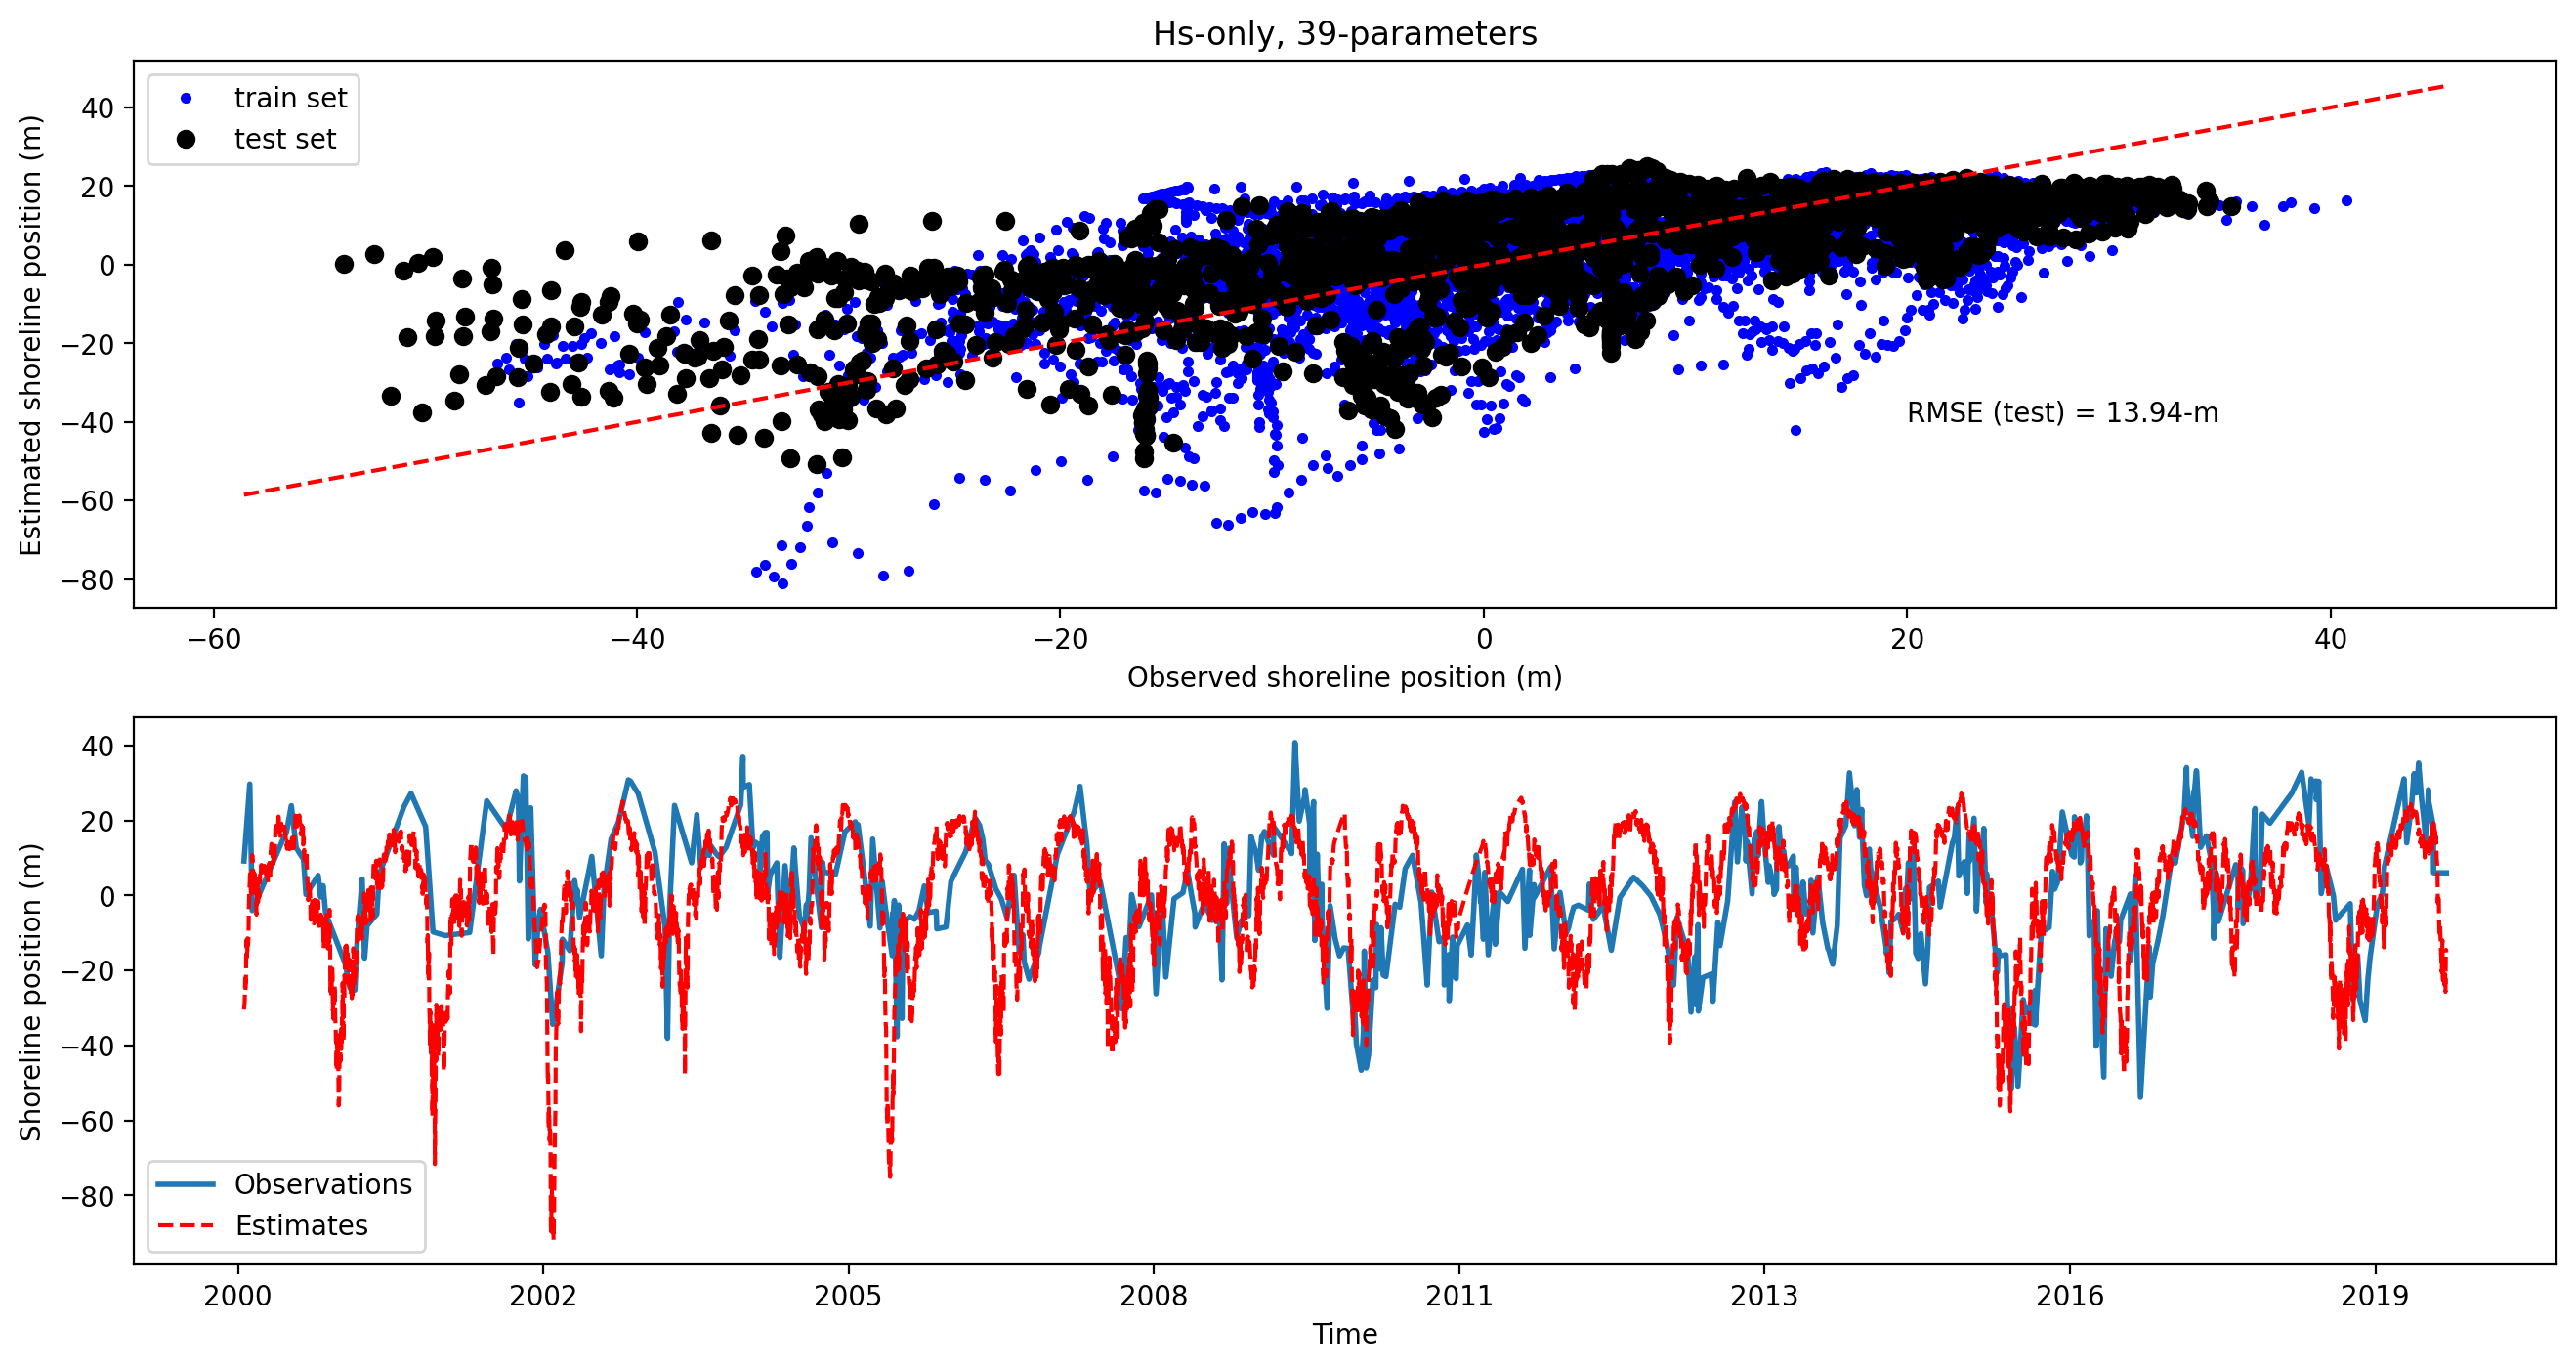 Hs-only, 39-parameters
train set
test set
40
20
0
−20
−40
−60
−80
Estimated shoreline position (m)
RMSE (test) = 13.94-m
−60
−40
−20
0
20
40
Observed shoreline position (m)
40
20
0
−20
−40
−60
−80
Shoreline position (m)
Observations
Estimates
2000
2002
2005
2008
2011
2013
2016
2019
Time